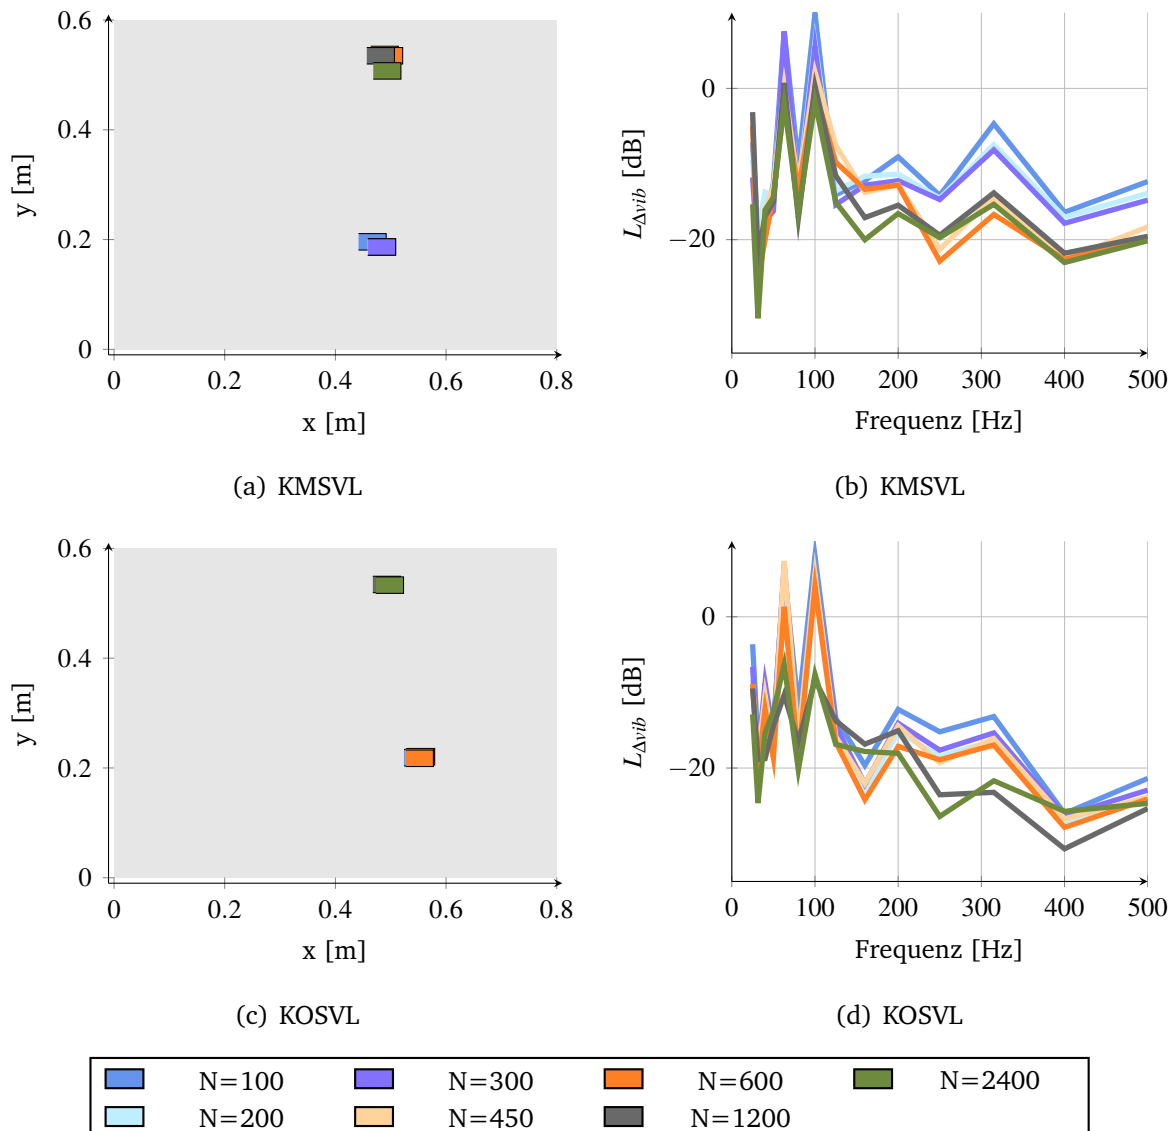 0.6
0.4
0.2
0
y [m]
0 0.2 0.4 0.6 0.8
x [m]
(a) KMSVL
0
−20
L_Δvib [dB]
0 100 200 300 400 500
Frequenz [Hz]
(b) KMSVL
0.6
0.4
0.2
0
y [m]
0 0.2 0.4 0.6 0.8
x [m]
(c) KOSVL
0
−20
L_Δvib [dB]
0 100 200 300 400 500
Frequenz [Hz]
(d) KOSVL
N=100 N=300 N=600 N=2400
N=200 N=450 N=1200